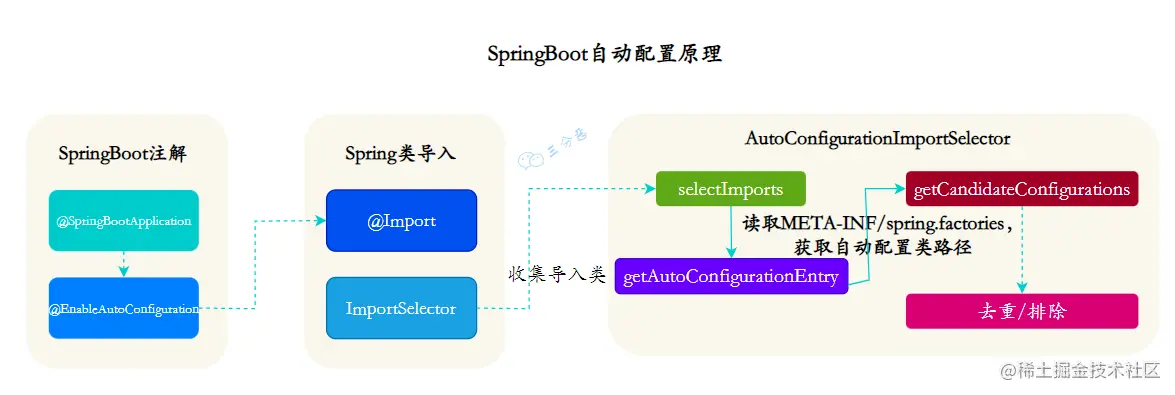 SpringBoot自动配置原理
SpringBoot注解
@SpringBootApplication
@EnableAutoConfiguration
Spring类导入
@Import
ImportSelector
三分恶
收集导入类
AutoConfigurationImportSelector
selectImports
getCandidateConfigurations
读取META-INF/spring.factories,
获取自动配置类路径
getAutoConfigurationEntry
去重/排除
@稀土掘金技术社区